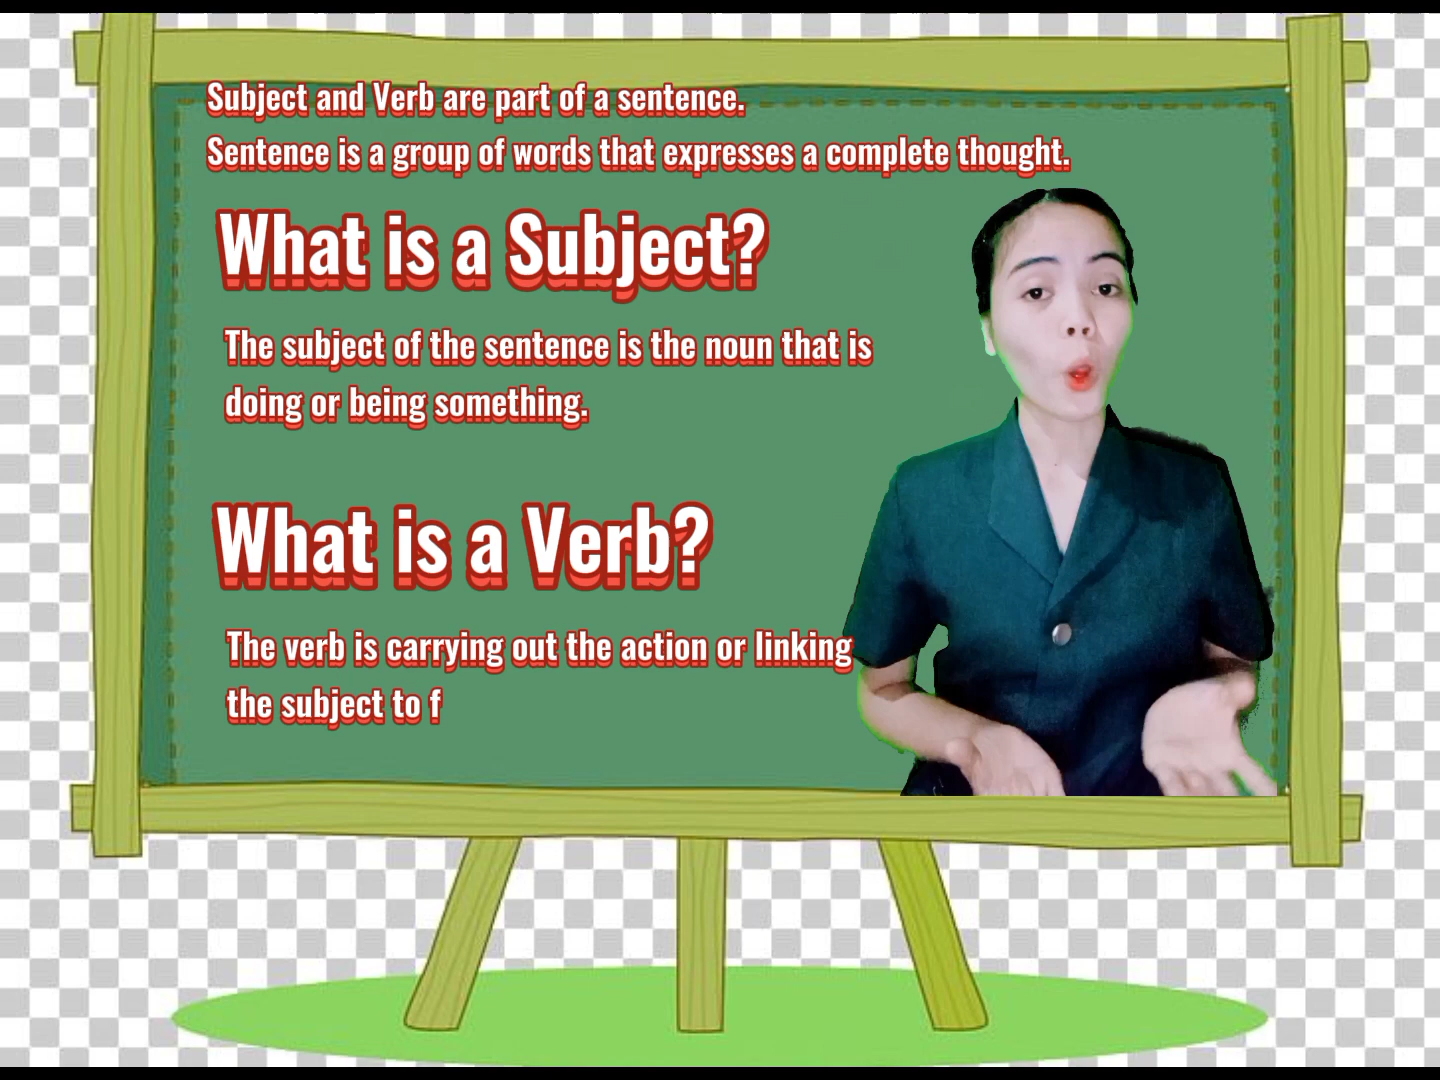 Subject and Verb are part of a sentence.
Sentence is a group of words that expresses a complete thought.
What is a Subject?
The subject of the sentence is the noun that is
doing or being something.
What is a Verb?
The verb is carrying out the action or linking
the subject to f